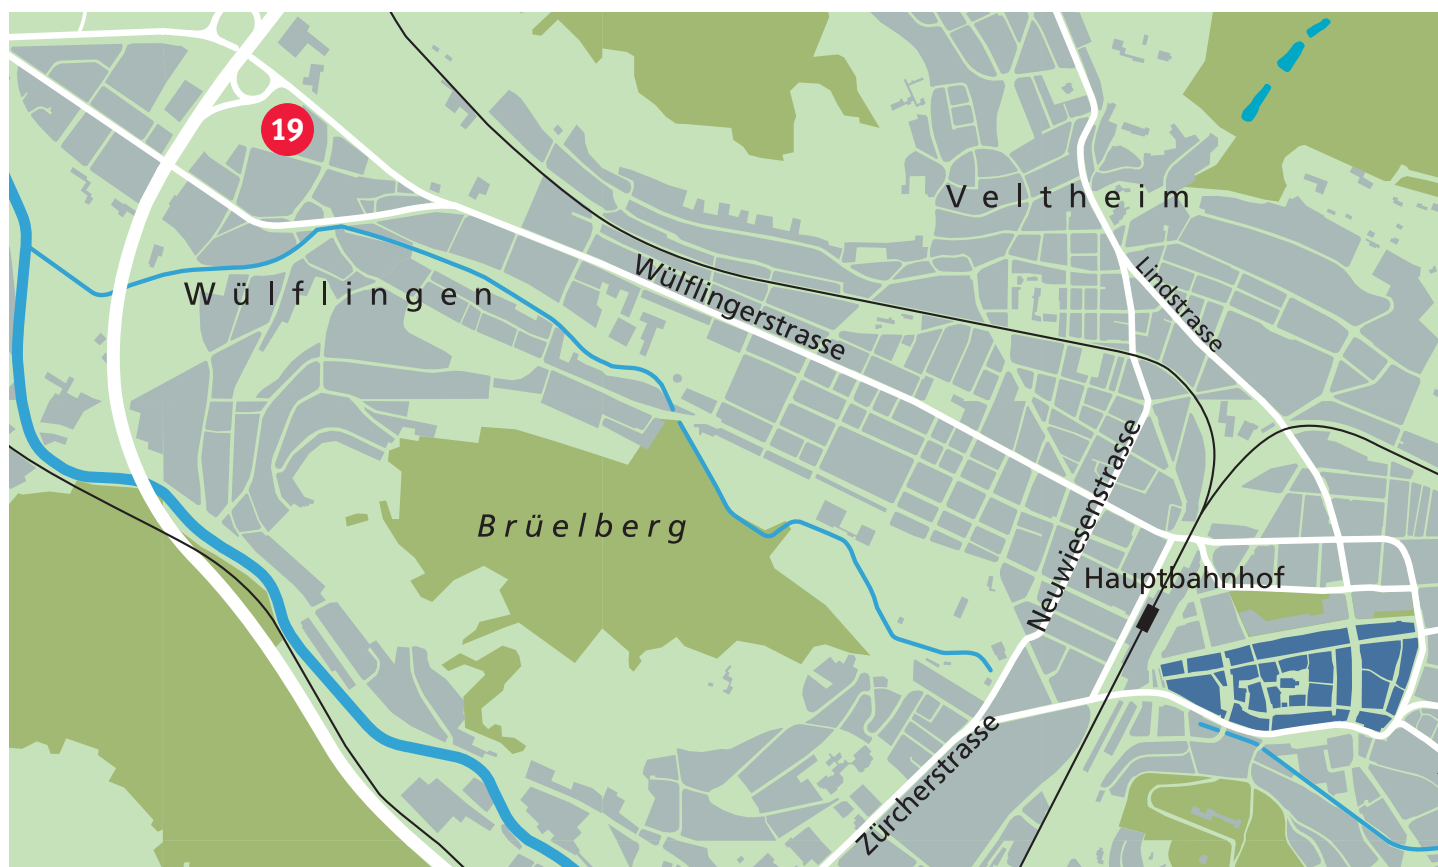 19
Veltheim
Lindstrasse
Wülflingen
Wülflingerstrasse
Brüelberg
Neuwiesenstrasse
Hauptbahnhof
Zürcherstrasse